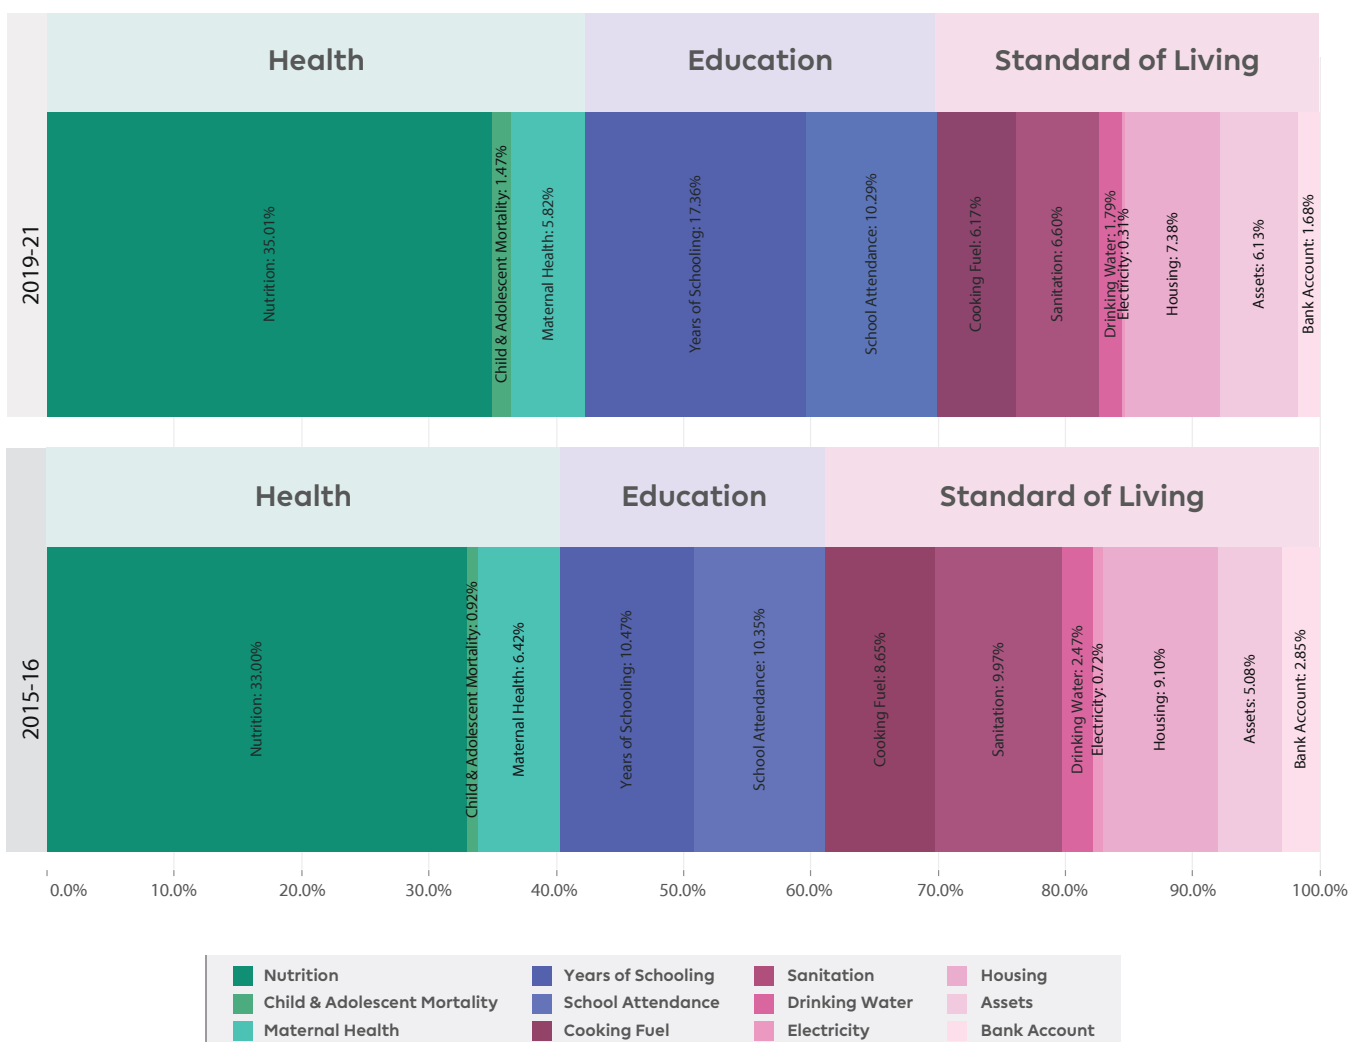 Health
Education
Standard of Living
2019-21
Nutrition: 35.01%
Child & Adolescent Mortality: 1.47%
Maternal Health: 5.82%
Years of Schooling: 17.36%
School Attendance: 10.29%
Cooking Fuel: 6.17%
Sanitation: 6.60%
Drinking Water: 1.79%
Electricity: 0.31%
Housing: 7.38%
Assets: 6.13%
Bank Account: 1.68%
Health
Education
Standard of Living
2015-16
Nutrition: 33.00%
Child & Adolescent Mortality: 0.92%
Maternal Health: 6.42%
Years of Schooling: 10.47%
School Attendance: 10.35%
Cooking Fuel: 8.65%
Sanitation: 9.97%
Drinking Water: 2.47%
Electricity: 0.72%
Housing: 9.10%
Assets: 5.08%
Bank Account: 2.85%
0.0% 10.0% 20.0% 30.0% 40.0% 50.0% 60.0% 70.0% 80.0% 90.0% 100.0%
Nutrition Years of Schooling Sanitation Housing
Child & Adolescent Mortality School Attendance Drinking Water Assets
Maternal Health Cooking Fuel Electricity Bank Account